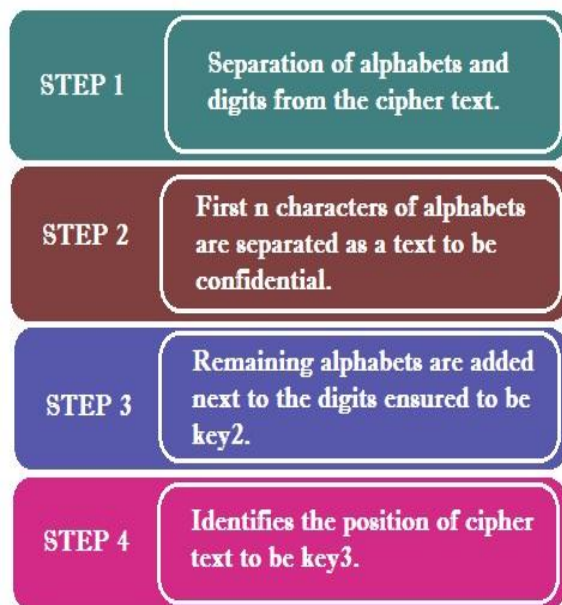 STEP 1
Separation of alphabets and
digits from the cipher text.
STEP 2
First n characters of alphabets
are separated as a text to be
confidential.
STEP 3
Remaining alphabets are added
next to the digits ensured to be
key2.
STEP 4
Identifies the position of cipher
text to be key3.